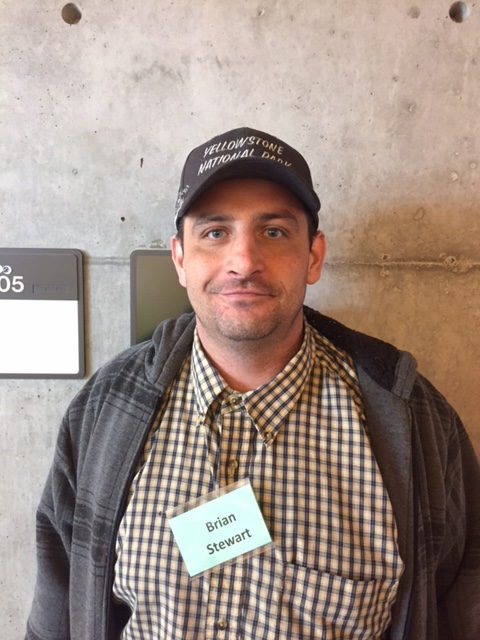 YELLOWSTONE
NATIONAL PARK
05
Brian
Stewart